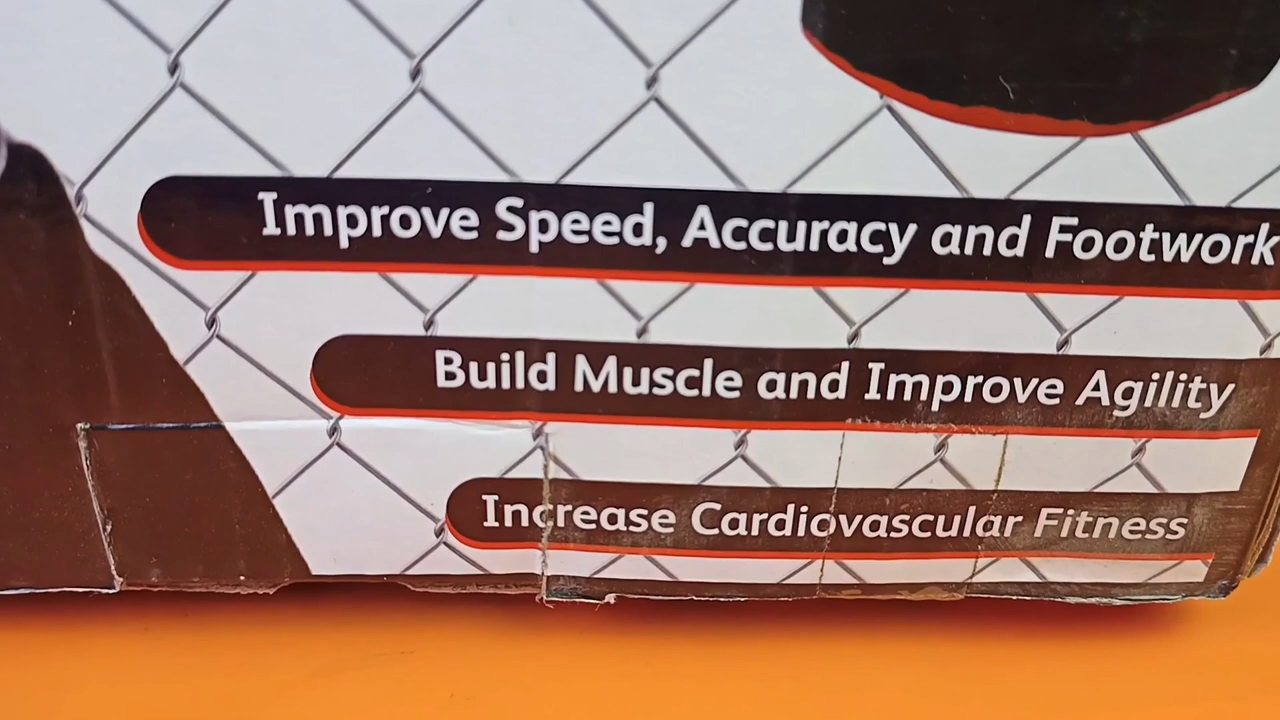 Improve Speed, Accuracy and Footwork
Build Muscle and Improve Agility
Increase Cardiovascular Fitness